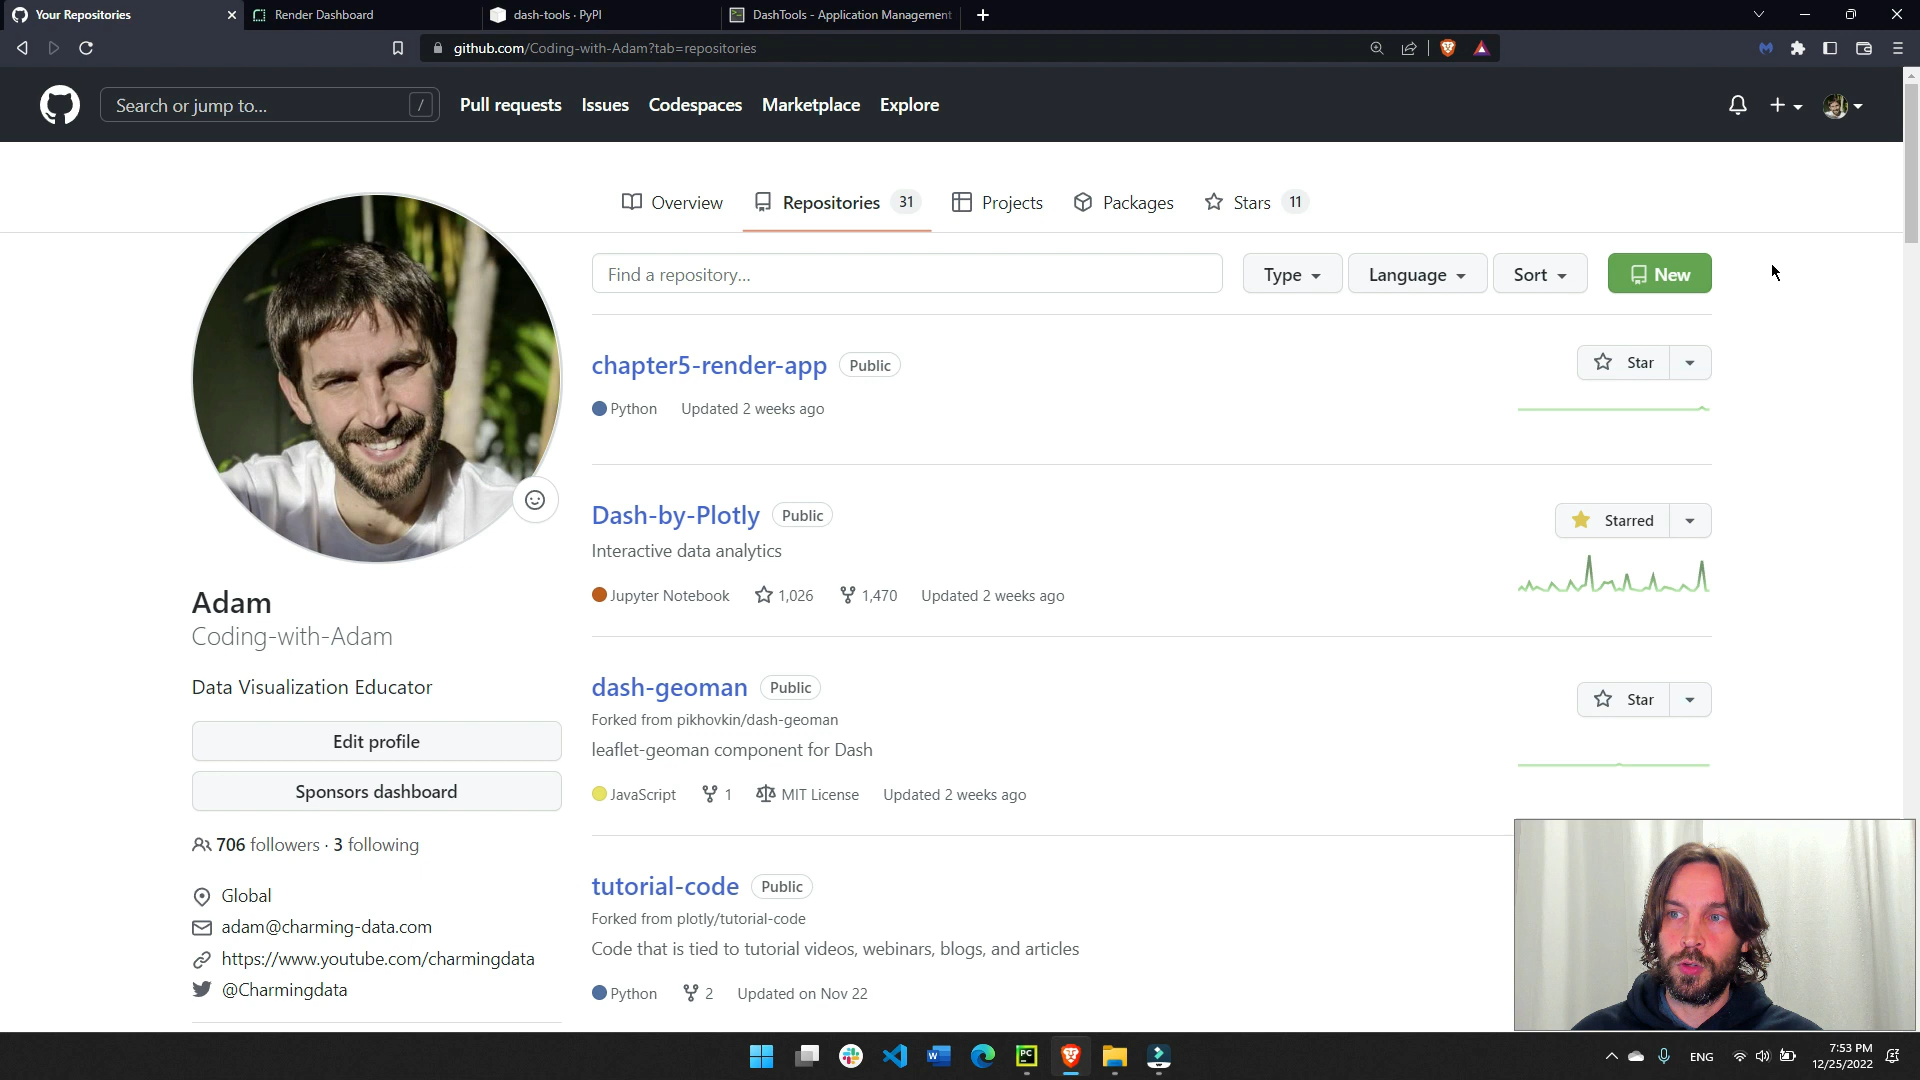 Your Repositories
Render Dashboard
dash-tools · PyPI
DashTools - Application Management
github.com/Coding-with-Adam?tab=repositories
Search or jump to...
/
Pull requests
Issues
Codespaces
Marketplace
Explore
Overview
Repositories 31
Projects
Packages
Stars 11
Find a repository...
Type
Language
Sort
New
chapter5-render-app Public
Star
Python Updated 2 weeks ago
Dash-by-Plotly Public
Starred
Interactive data analytics
Jupyter Notebook 1,026 1,470 Updated 2 weeks ago
dash-geoman Public
Star
Forked from pikhovkin/dash-geoman
leaflet-geoman component for Dash
JavaScript 1 MIT License Updated 2 weeks ago
tutorial-code Public
Forked from plotly/tutorial-code
Code that is tied to tutorial videos, webinars, blogs, and articles
Python 2 Updated on Nov 22
Adam
Coding-with-Adam
Data Visualization Educator
Edit profile
Sponsors dashboard
706 followers · 3 following
Global
adam@charming-data.com
https://www.youtube.com/charmingdata
@Charmingdata
W
PC
ENG
7:53 PM
12/25/2022